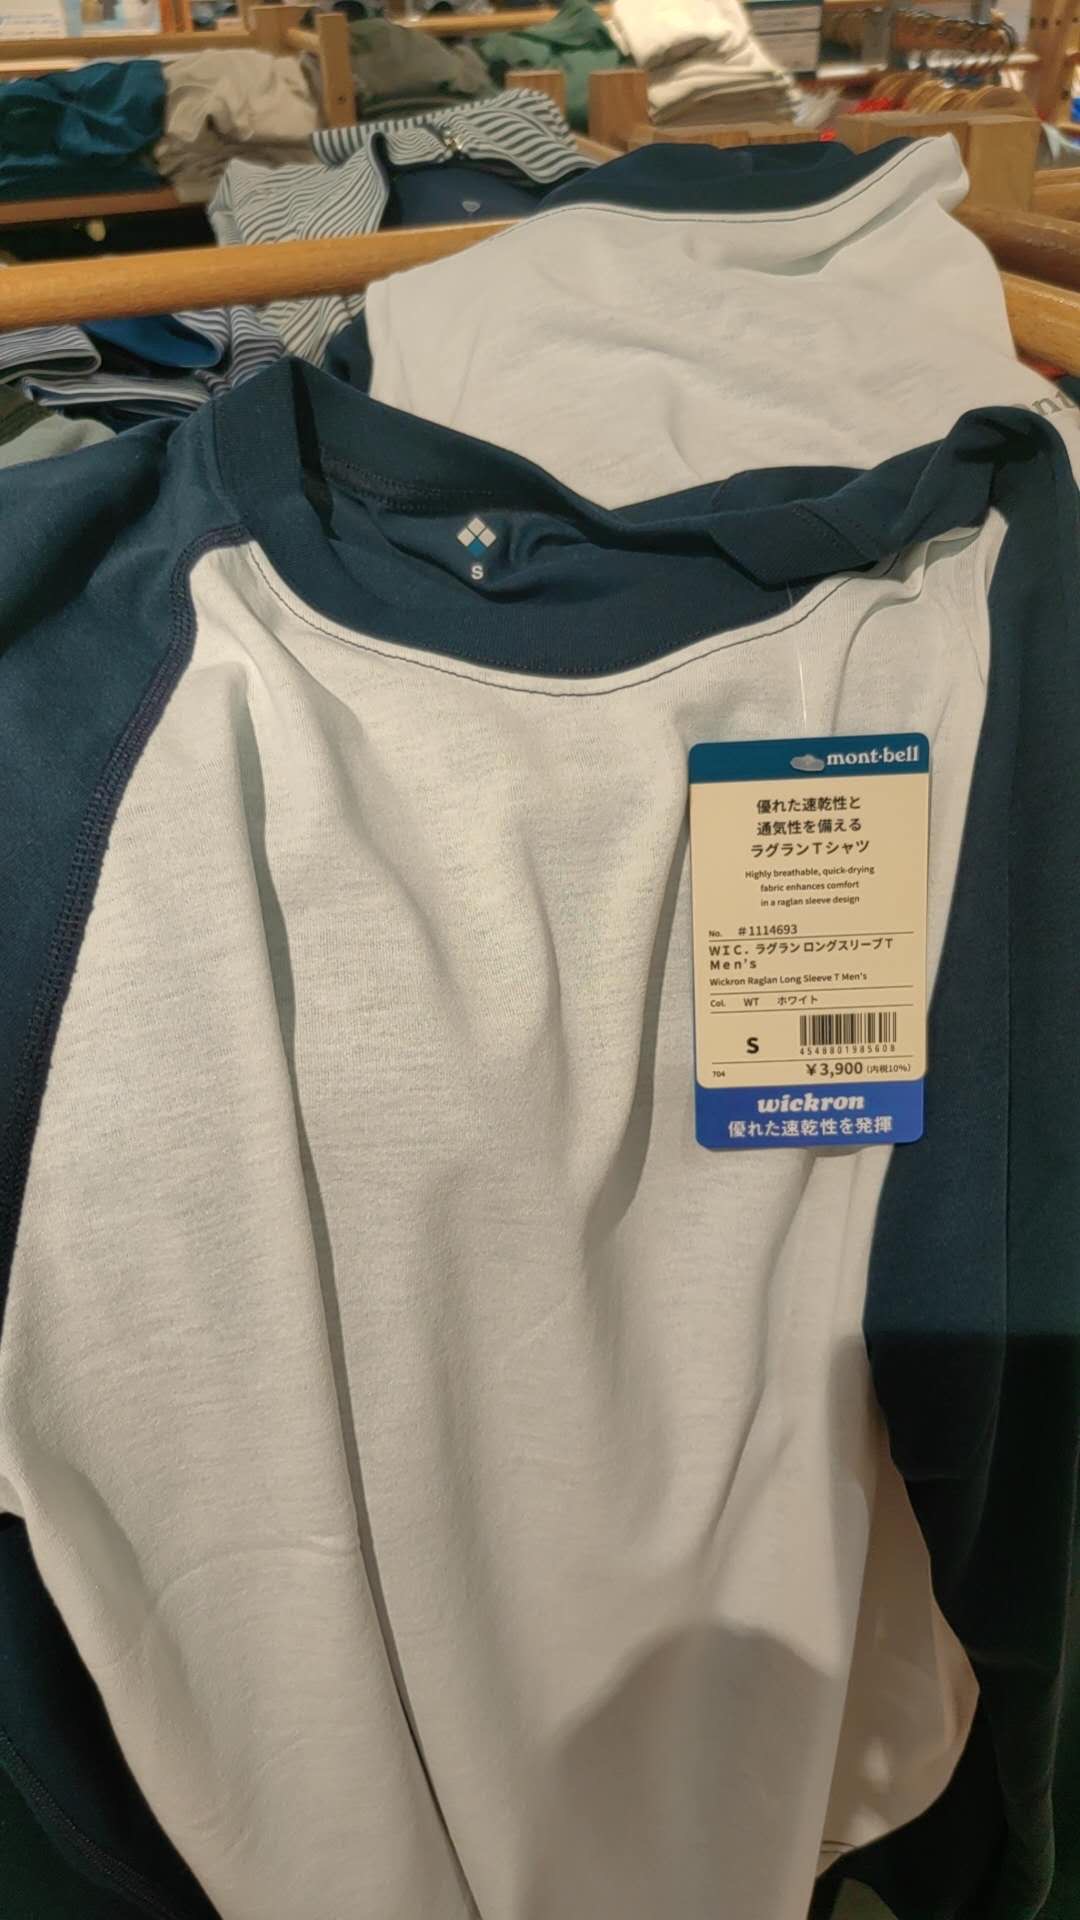 S
mont-bell
優れた速乾性と
通気性を備える
ラグランTシャツ
Highly breathable, quick-drying
fabric enhances comfort
in a raglan sleeve design
No. #1114693
WIC. ラグラン ロングスリーブT
Men's
Wickron Raglan Long Sleeve T Men's
Col. WT ホワイト
S
4548801985608
704 ¥3,900 (内税10%)
wickron
優れた速乾性を発揮